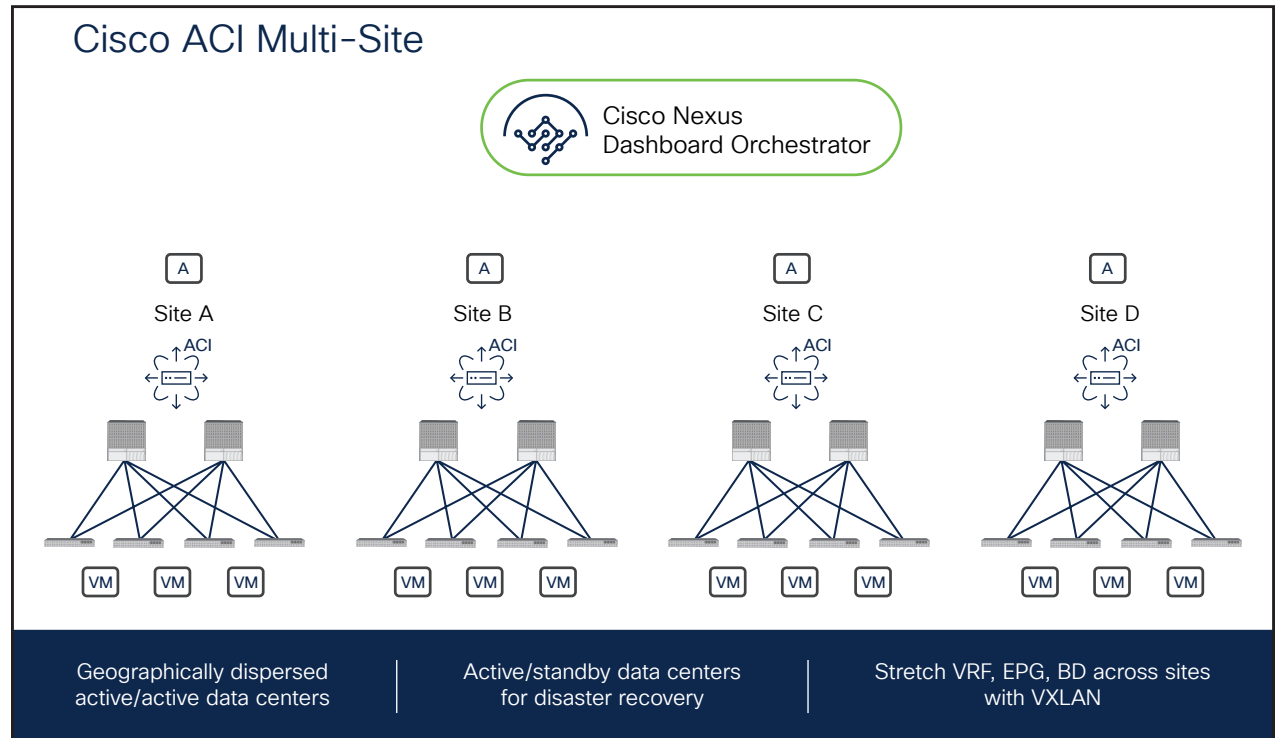 Cisco ACI Multi-Site
Cisco Nexus
Dashboard Orchestrator
A
A
A
A
Site A
Site B
Site C
Site D
ACI
ACI
ACI
ACI
VM
VM
VM
VM
VM
VM
VM
VM
VM
VM
VM
VM
Geographically dispersed
active/active data centers
Active/standby data centers
for disaster recovery
Stretch VRF, EPG, BD across sites
with VXLAN